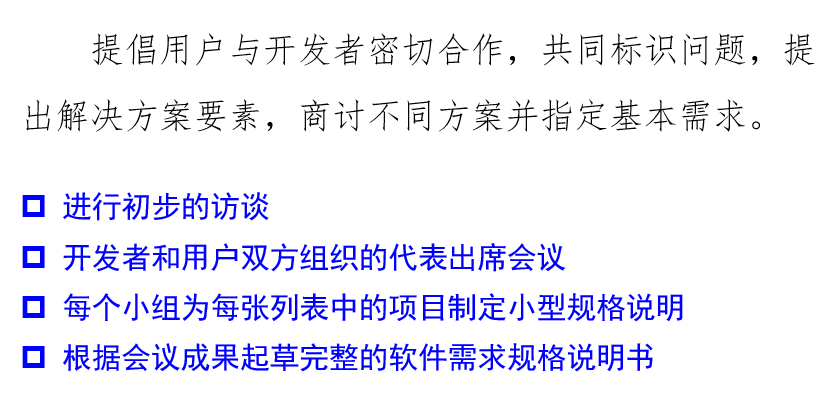 提倡用户与开发者密切合作，共同标识问题，提
出解决方案要素，商讨不同方案并指定基本需求。
进行初步的访谈
开发者和用户双方组织的代表出席会议
每个小组为每张列表中的项目制定小型规格说明
根据会议成果起草完整的软件需求规格说明书